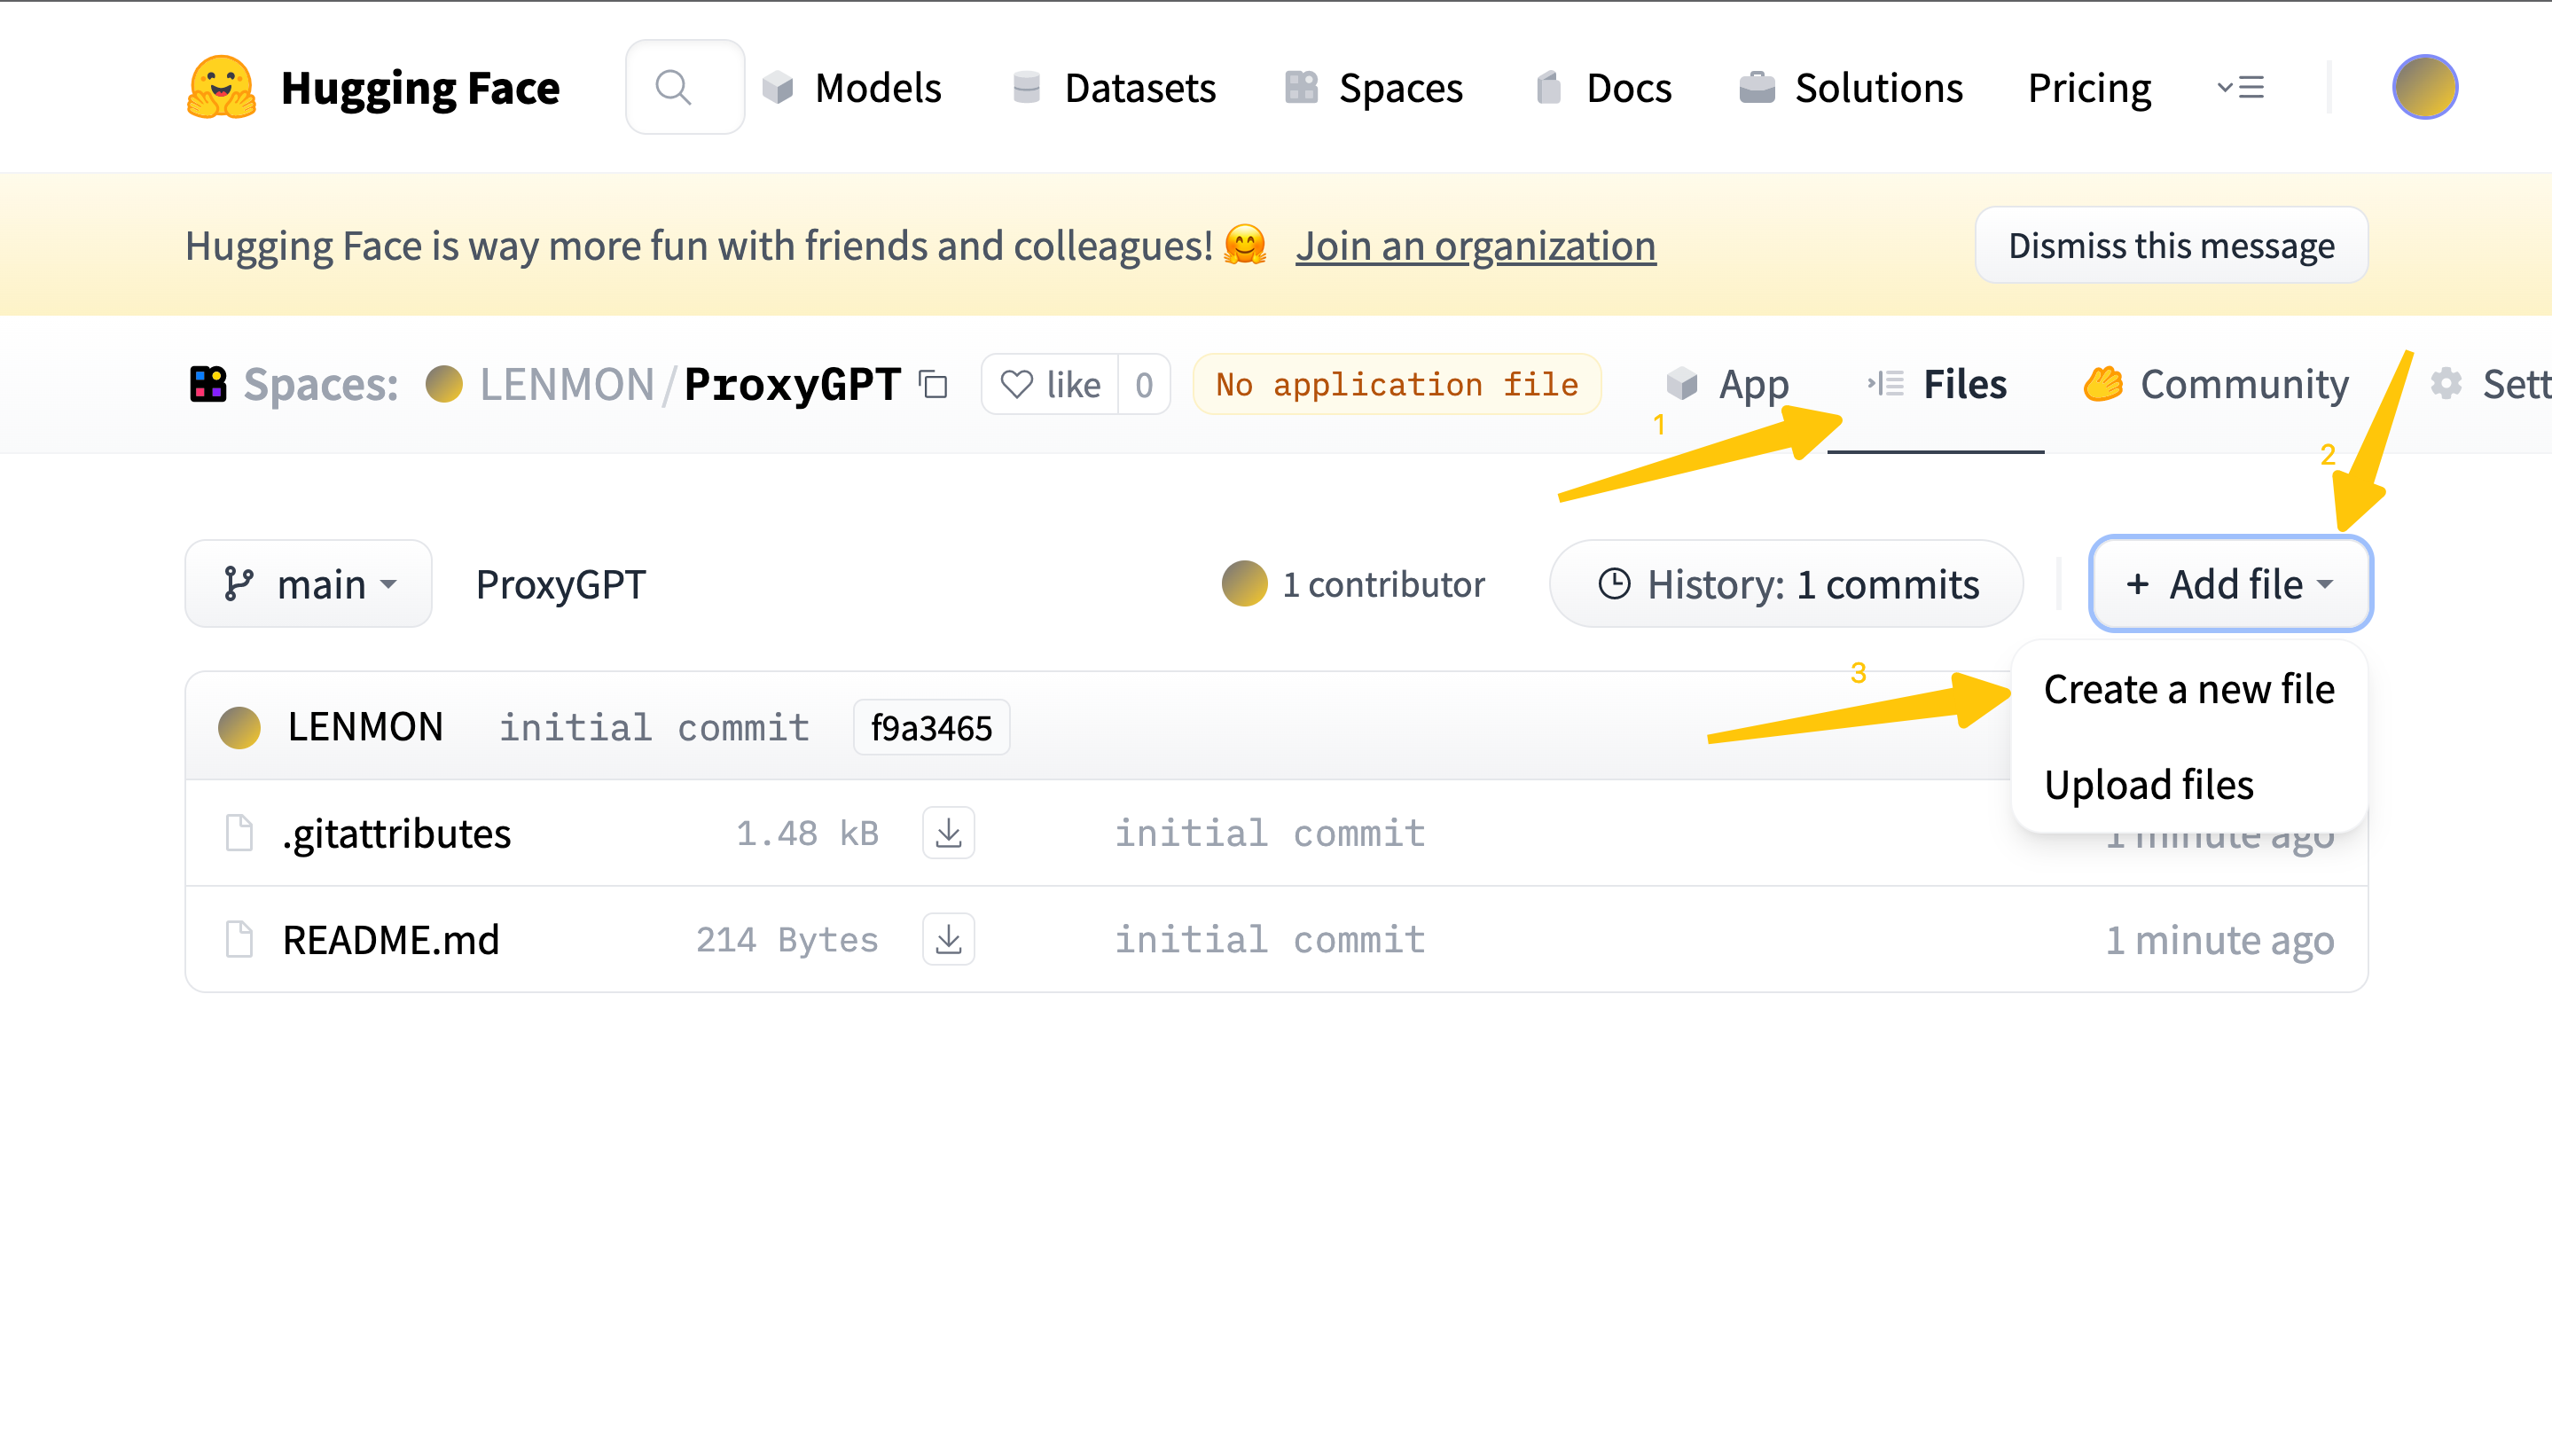 Hugging Face Models Datasets Spaces Docs Solutions Pricing
Hugging Face is way more fun with friends and colleagues! 🤗 Join an organization Dismiss this message
Spaces: LENMON/ProxyGPT like 0 No application file App Files Community Sett
1
2
main ProxyGPT 1 contributor History: 1 commits + Add file
3
Create a new file
LENMON initial commit f9a3465
Upload files
.gitattributes 1.48 kB initial commit 1 minute ago
README.md 214 Bytes initial commit 1 minute ago